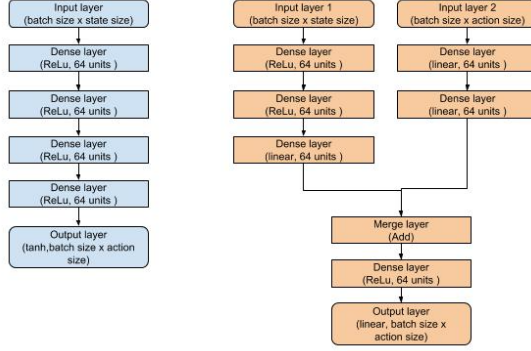 Input layer
(batch size x state size)
Dense layer
(ReLu, 64 units )
Dense layer
(ReLu, 64 units )
Dense layer
(ReLu, 64 units )
Dense layer
(ReLu, 64 units )
Output layer
(tanh,batch size x action
size)
Input layer 1
(batch size x state size)
Dense layer
(ReLu, 64 units )
Dense layer
(ReLu, 64 units )
Dense layer
(linear, 64 units )
Input layer 2
(batch size x action size)
Dense layer
(linear, 64 units )
Dense layer
(linear, 64 units )
Merge layer
(Add)
Dense layer
(ReLu, 64 units )
Output layer
(linear, batch size x
action size)